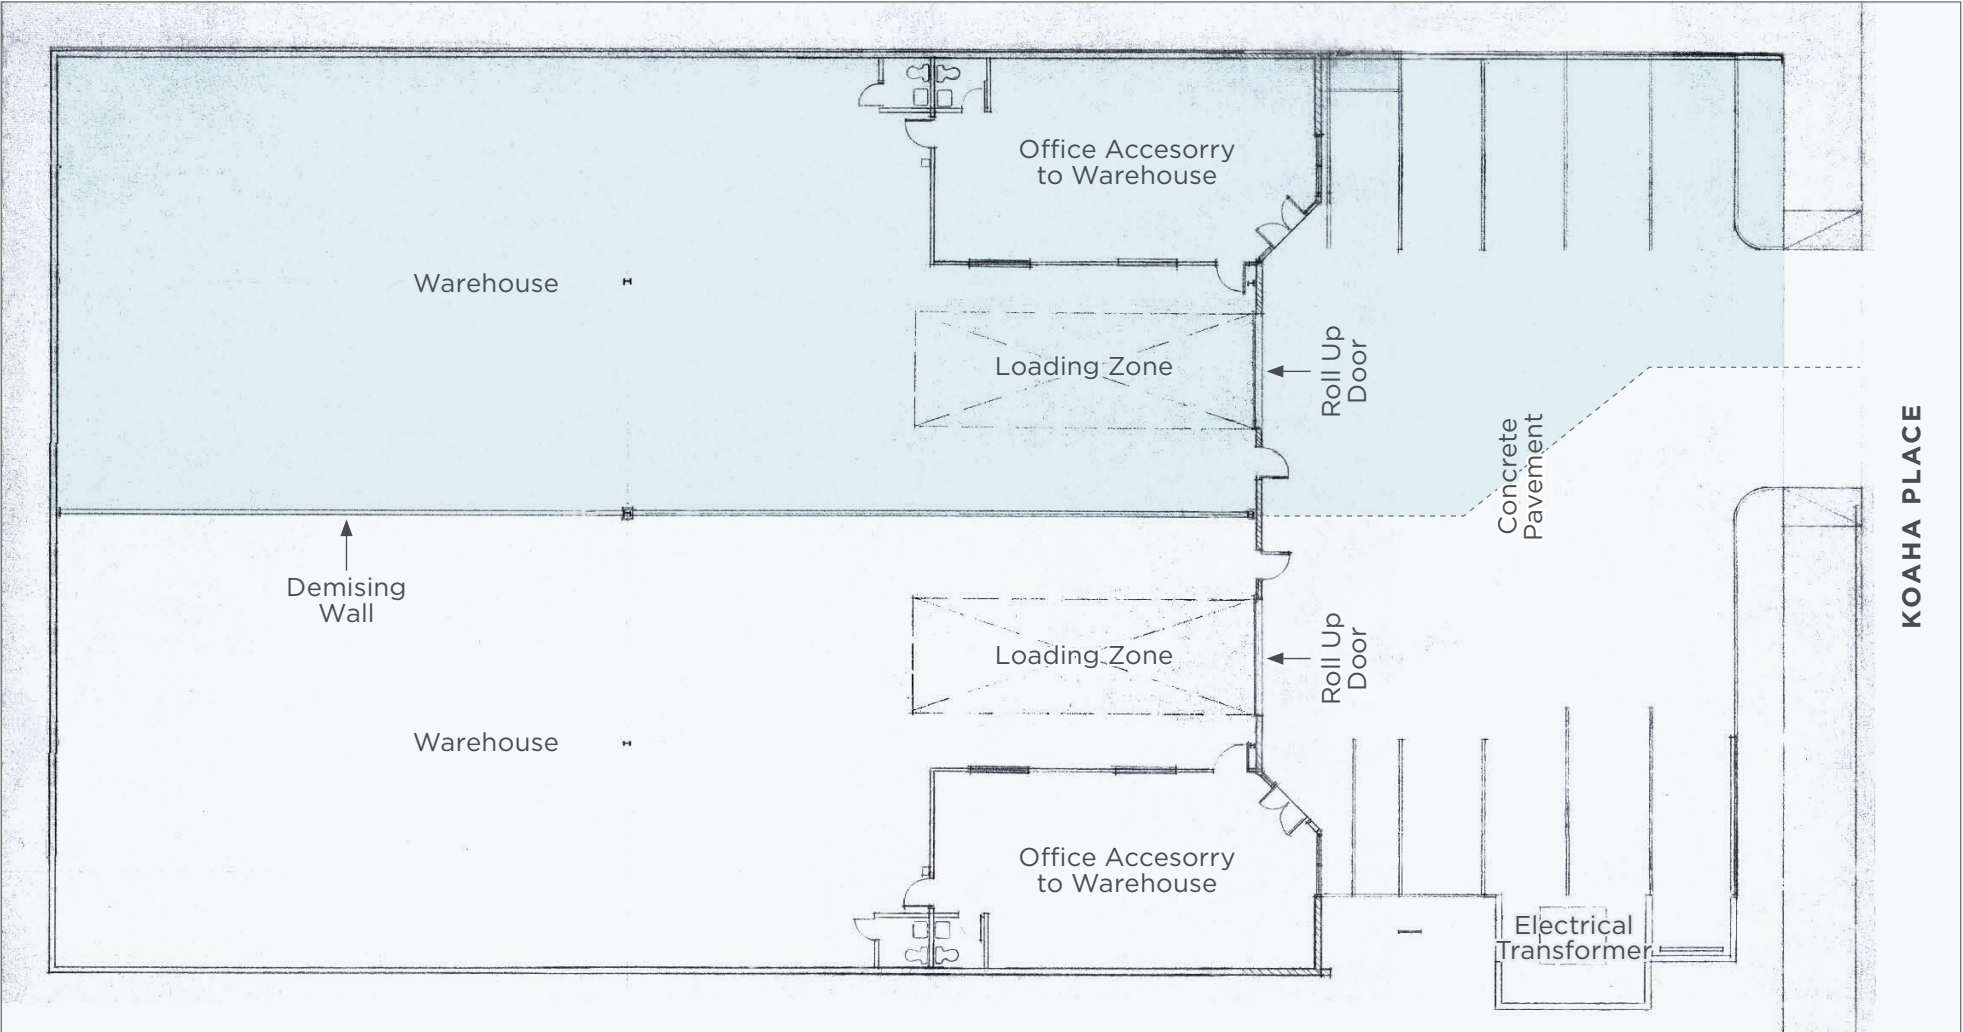 Office Accesorry
to Warehouse
Warehouse
Loading Zone
Roll Up
Door
Concrete
Pavement
KOAHA PLACE
Demising
Wall
Loading Zone
Roll Up
Door
Warehouse
Office Accesorry
to Warehouse
Electrical
Transformer